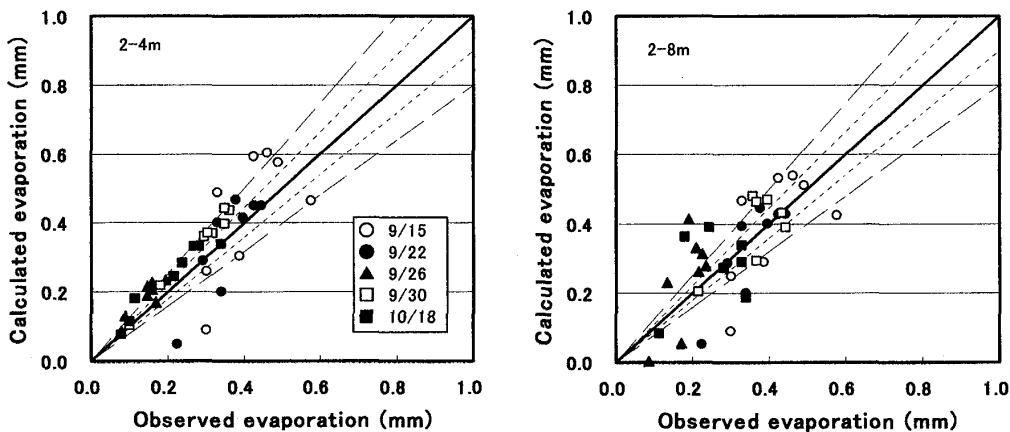 2-4m
Calculated evaporation (mm)
1.0
0.8
0.6
0.4
0.2
0.0
0.0 0.2 0.4 0.6 0.8 1.0
Observed evaporation (mm)
9/15
9/22
9/26
9/30
10/18
2-8m
Calculated evaporation (mm)
1.0
0.8
0.6
0.4
0.2
0.0
0.0 0.2 0.4 0.6 0.8 1.0
Observed evaporation (mm)